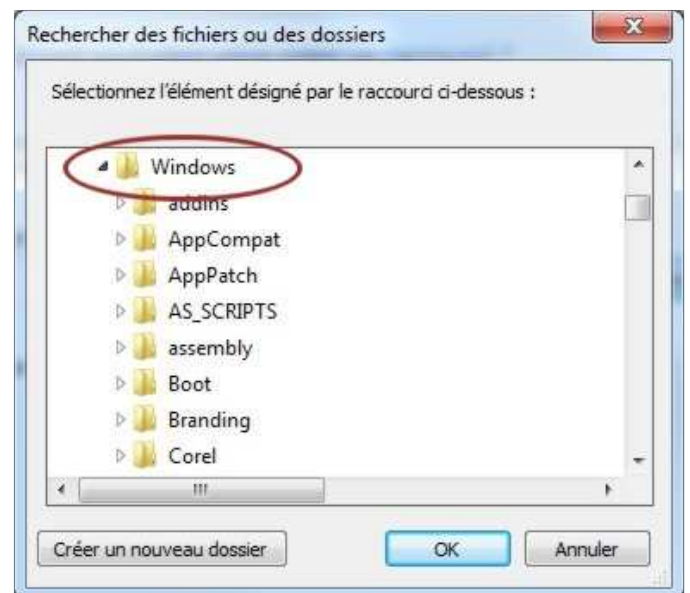 Rechercher des fichiers ou des dossiers
Sélectionnez l'élément désigné par le raccourci ci-dessous :
Windows
addins
AppCompat
AppPatch
AS_SCRIPTS
assembly
Boot
Branding
Corel
Créer un nouveau dossier
OK
Annuler